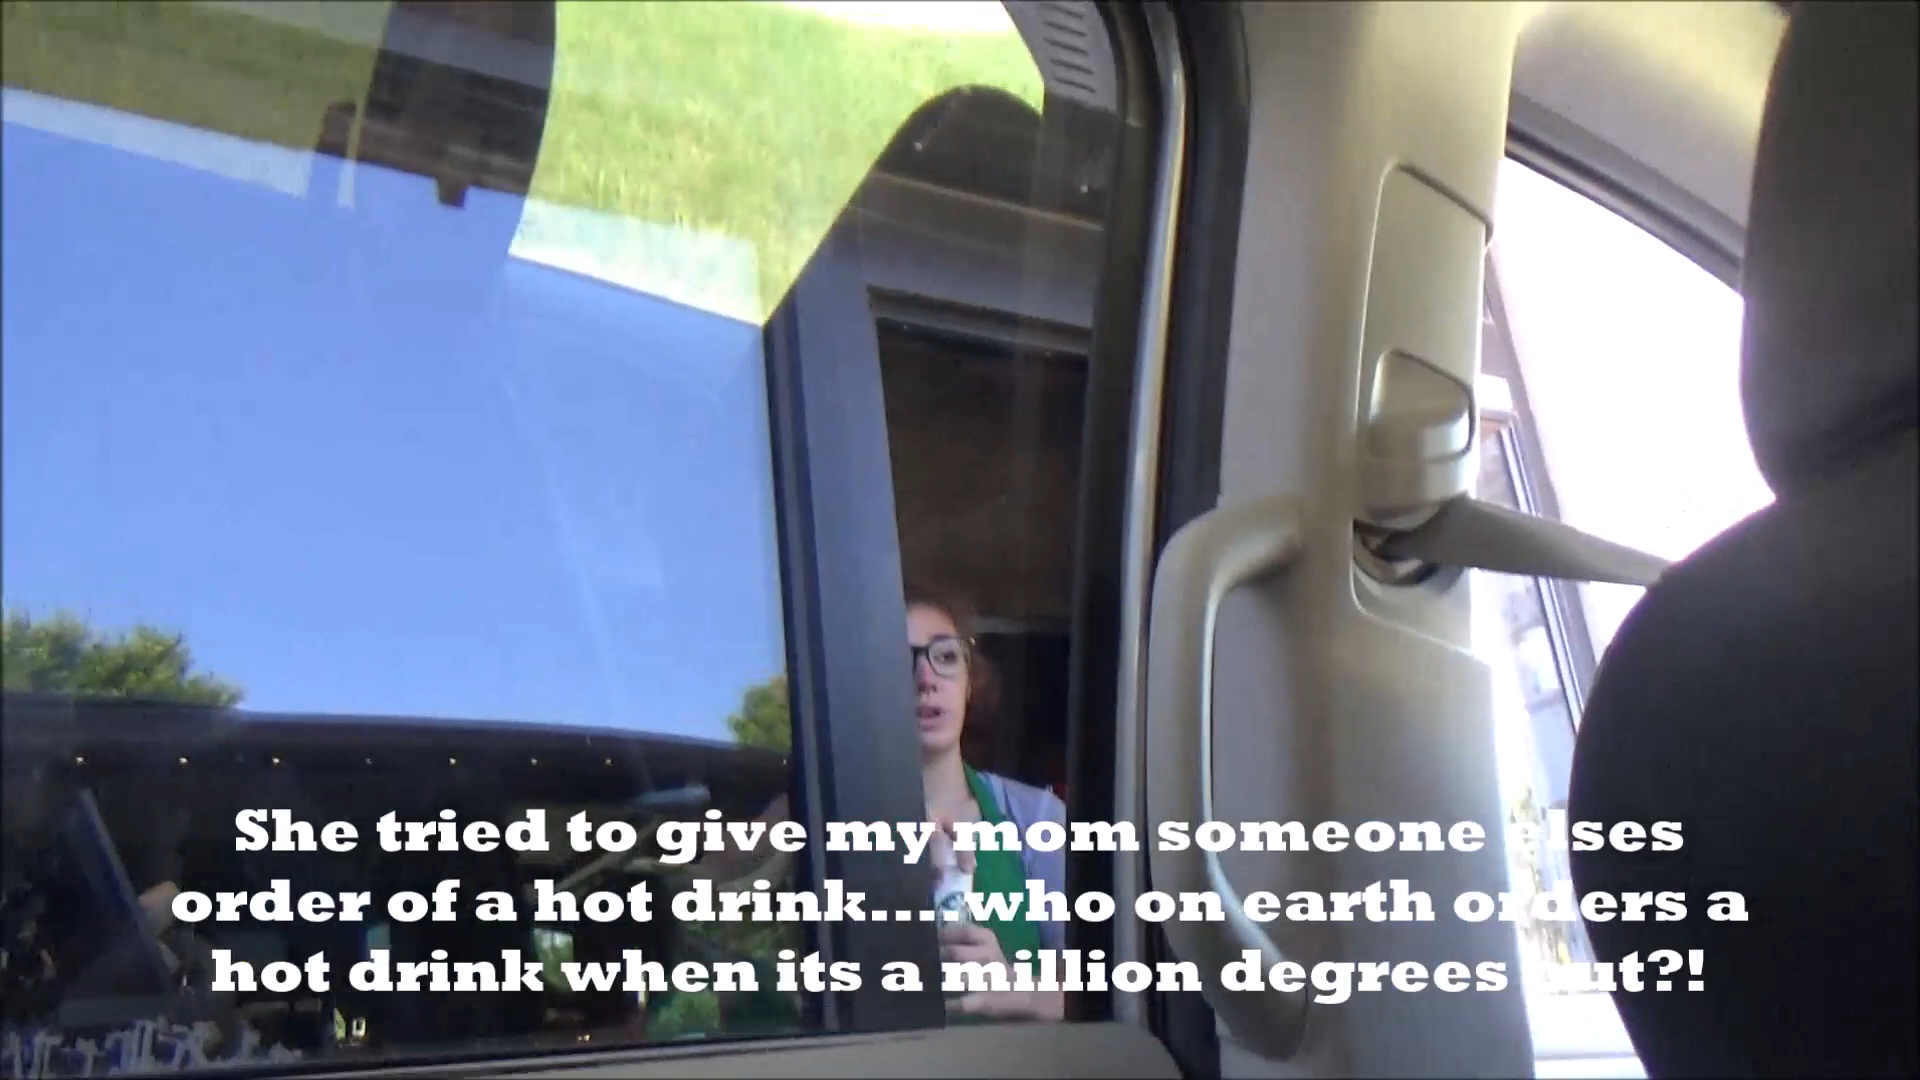 She tried to give my mom someone elses
order of a hot drink....who on earth orders a
hot drink when its a million degrees out?!